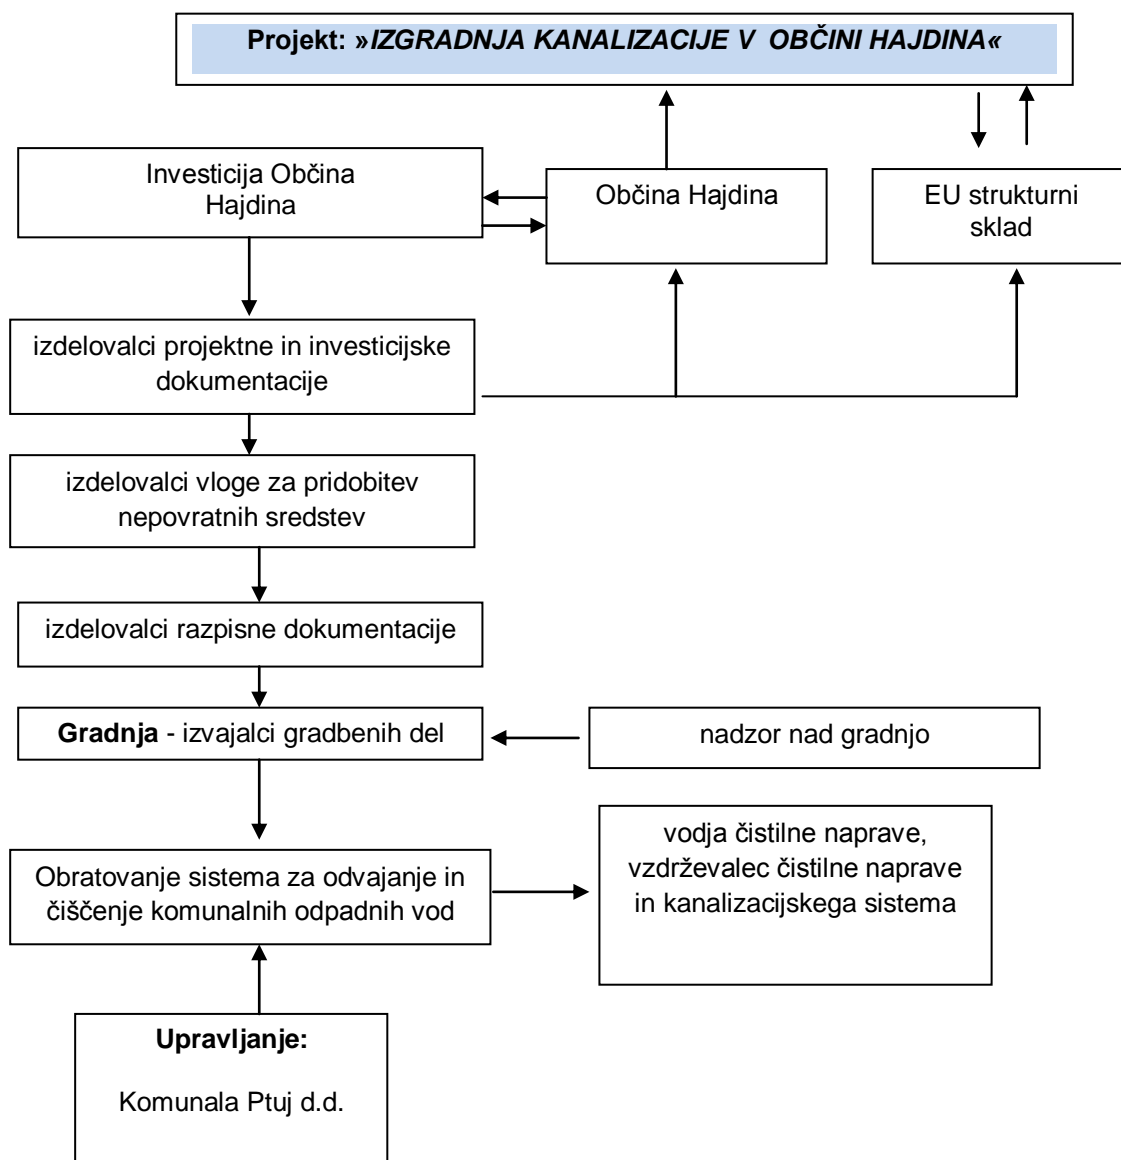 Projekt: »IZGRADNJA KANALIZACIJE V OBČINI HAJDINA«
Investicija Občina
Hajdina
Občina Hajdina
EU strukturni
sklad
izdelovalci projektne in investicijske
dokumentacije
izdelovalci vloge za pridobitev
nepovratnih sredstev
izdelovalci razpisne dokumentacije
Gradnja - izvajalci gradbenih del
nadzor nad gradnjo
Obratovanje sistema za odvajanje in
čiščenje komunalnih odpadnih vod
vodja čistilne naprave,
vzdrževalec čistilne naprave
in kanalizacijskega sistema
Upravljanje:
Komunala Ptuj d.d.